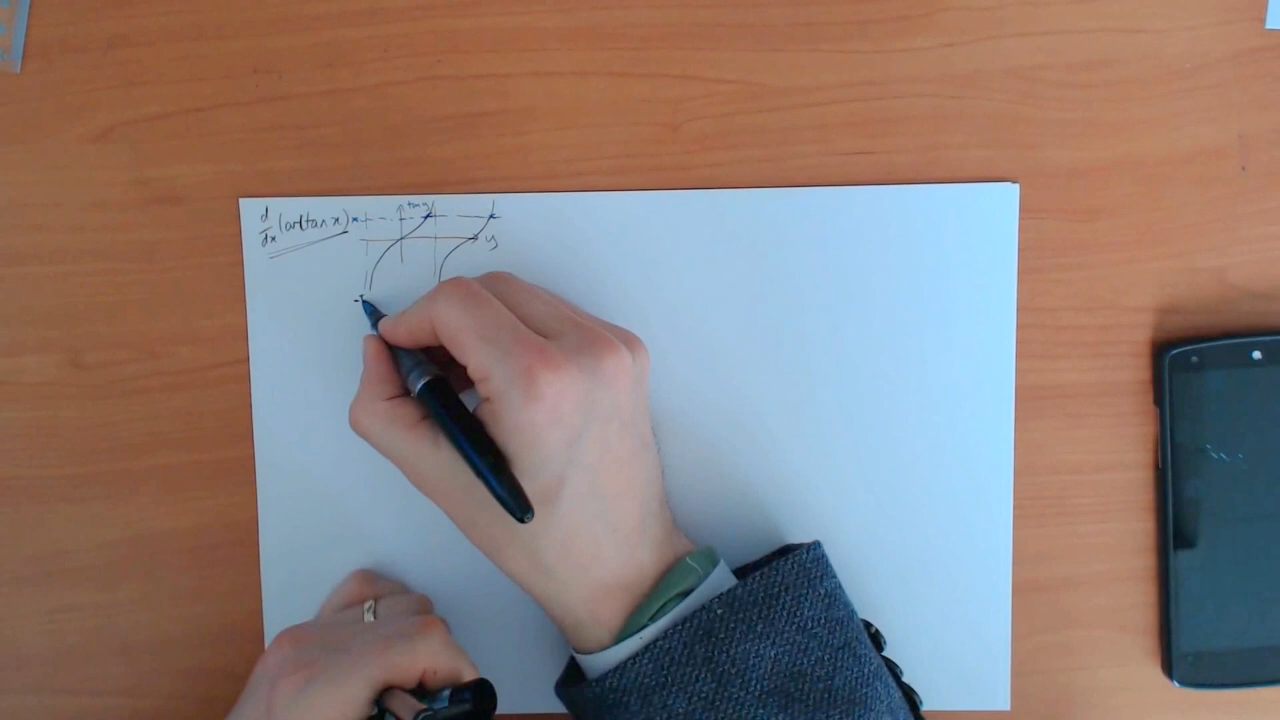 d/dx (arctan x) x tan y
y
-π